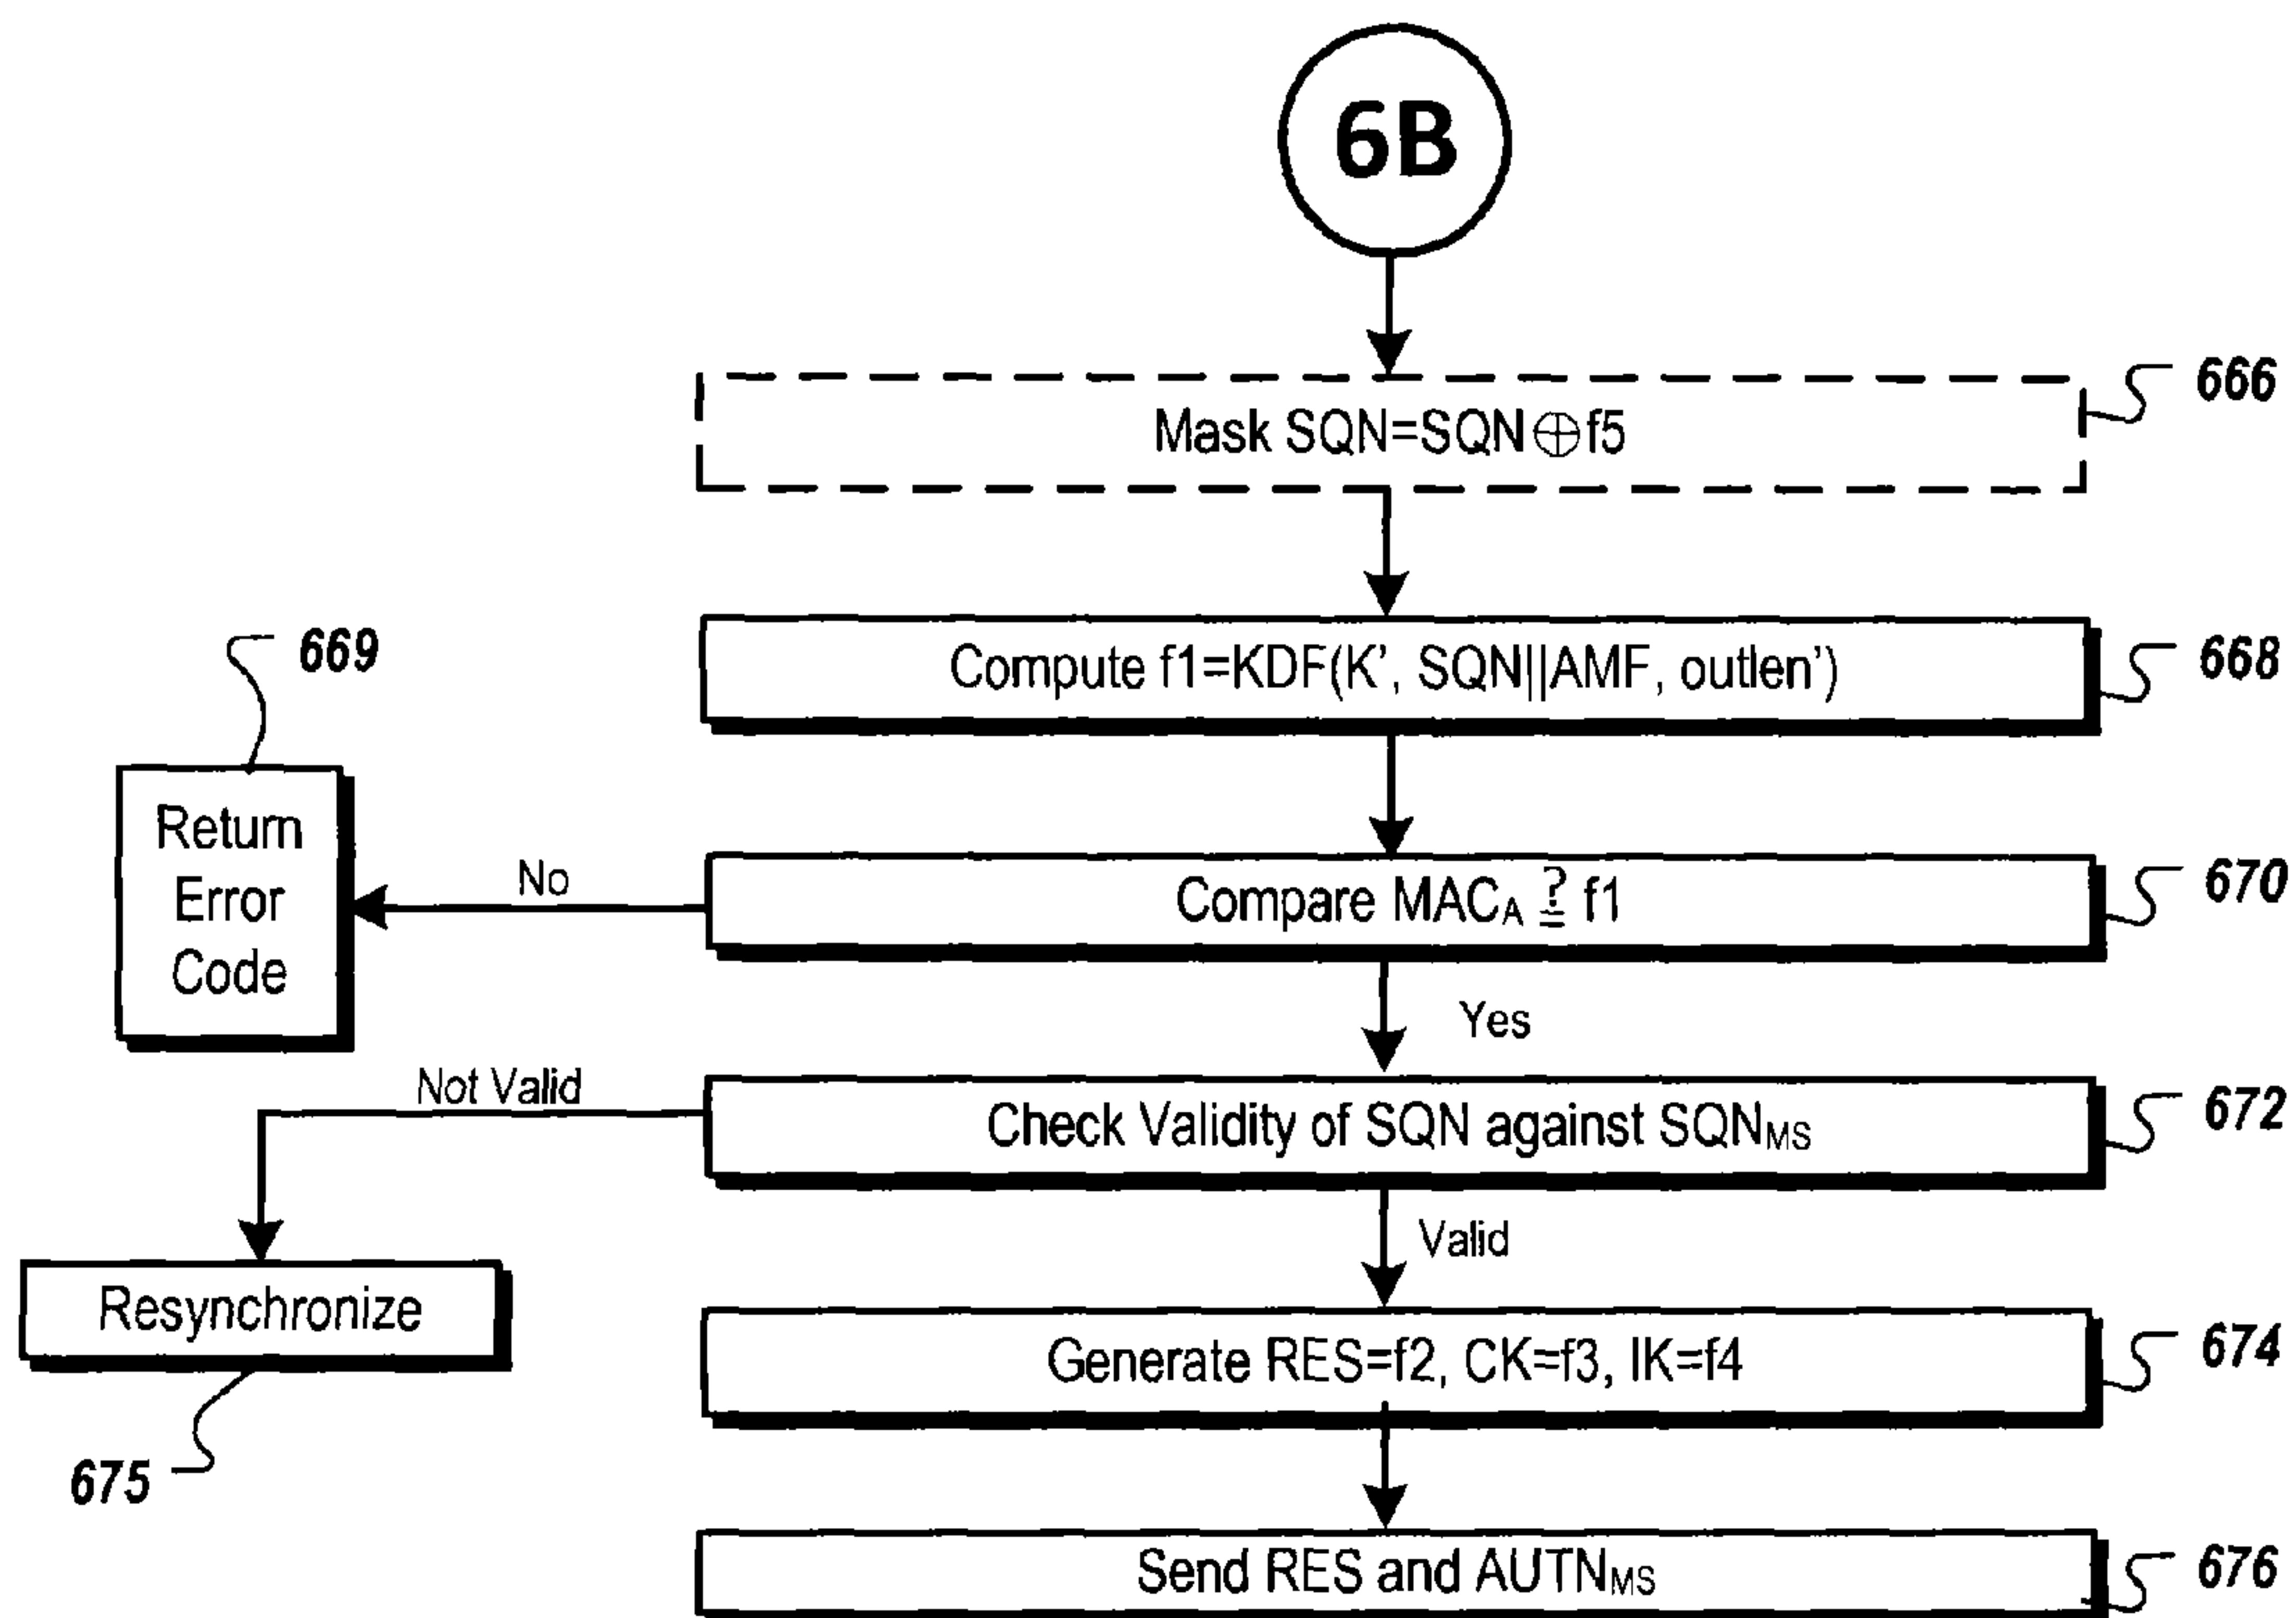 6B
Mask SQN=SQN⊕f5
666
Compute f1=KDF(K', SQN||AMF, outlen')
668
669
Return
Error
Code
No
Compare MACA ≟ f1
670
Yes
Not Valid
Check Validity of SQN against SQNMS
672
Valid
Resynchronize
675
Generate RES=f2, CK=f3, IK=f4
674
Send RES and AUTNMS
676